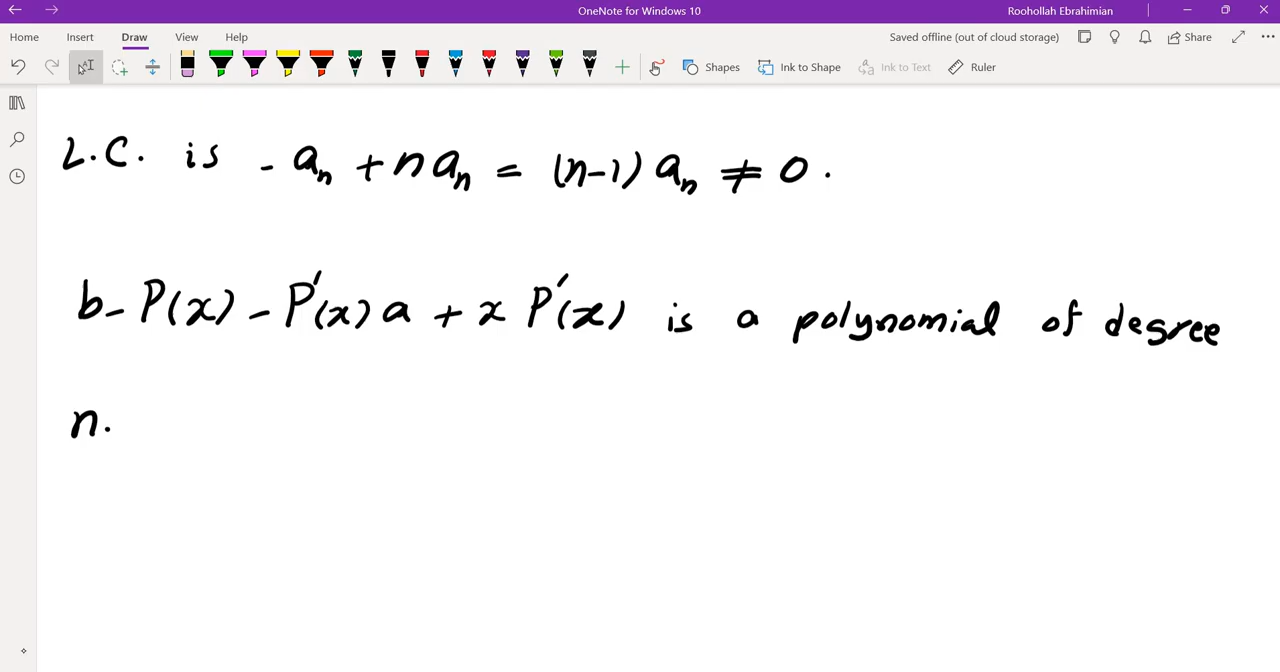 OneNote for Windows 10
Roohollah Ebrahimian
Home Insert Draw View Help
Saved offline (out of cloud storage)
Share
Shapes
Ink to Shape
Ink to Text
Ruler
L.C. is -aₙ + naₙ = (n-1) aₙ ≠ 0.
b - P(x) - P'(x) a + x P'(x) is a polynomial of degree
n.